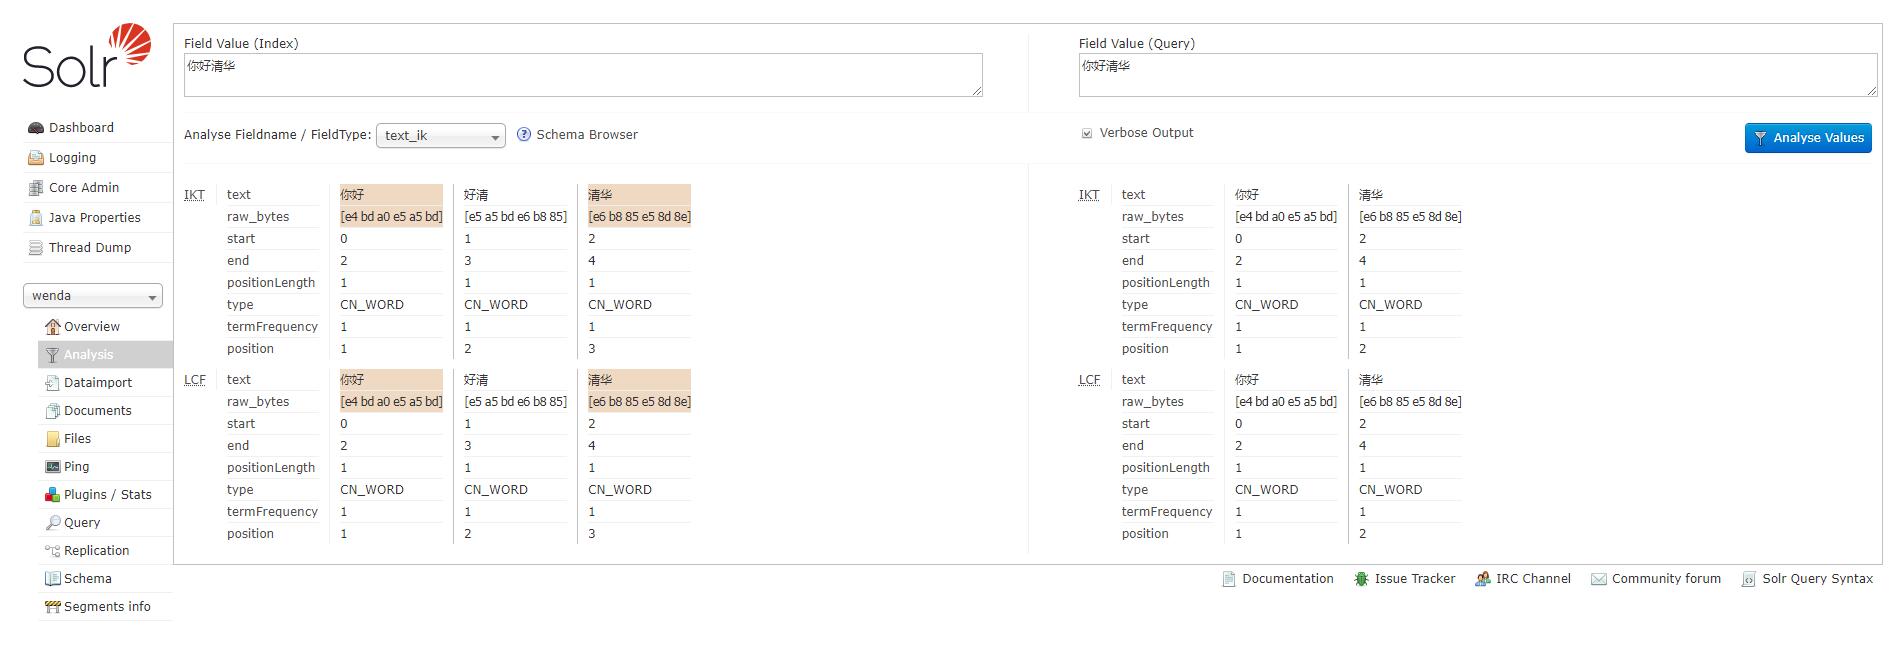 Solr
Field Value (Index)
Field Value (Query)
你好清华
你好清华
Analyse Fieldname / FieldType: text_ik Schema Browser
Verbose Output
Analyse Values
Dashboard
Logging
Core Admin
Java Properties
Thread Dump
wenda
Overview
Analysis
Dataimport
Documents
Files
Ping
Plugins / Stats
Query
Replication
Schema
Segments info
IKT text 你好 好清 清华
raw_bytes [e4 bd a0 e5 a5 bd] [e5 a5 bd e6 b8 85] [e6 b8 85 e5 8d 8e]
start 0 1 2
end 2 3 4
positionLength 1 1 1
type CN_WORD CN_WORD CN_WORD
termFrequency 1 1 1
position 1 2 3
LCF text 你好 好清 清华
raw_bytes [e4 bd a0 e5 a5 bd] [e5 a5 bd e6 b8 85] [e6 b8 85 e5 8d 8e]
start 0 1 2
end 2 3 4
positionLength 1 1 1
type CN_WORD CN_WORD CN_WORD
termFrequency 1 1 1
position 1 2 3
IKT text 你好 清华
raw_bytes [e4 bd a0 e5 a5 bd] [e6 b8 85 e5 8d 8e]
start 0 2
end 2 4
positionLength 1 1
type CN_WORD CN_WORD
termFrequency 1 1
position 1 2
LCF text 你好 清华
raw_bytes [e4 bd a0 e5 a5 bd] [e6 b8 85 e5 8d 8e]
start 0 2
end 2 4
positionLength 1 1
type CN_WORD CN_WORD
termFrequency 1 1
position 1 2
Documentation Issue Tracker IRC Channel Community forum Solr Query Syntax